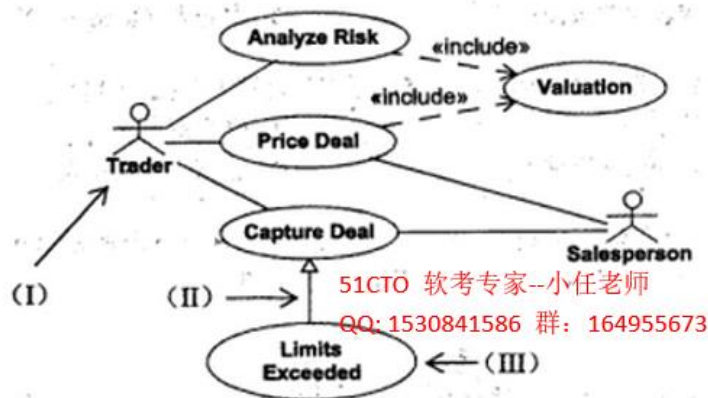 Analyze Risk
«include»
Valuation
«include»
Price Deal
Trader
Capture Deal
Salesperson
(I)
(II)
51CTO 软考专家--小任老师
QQ: 1530841586 群：164955673
Limits
Exceeded
(III)